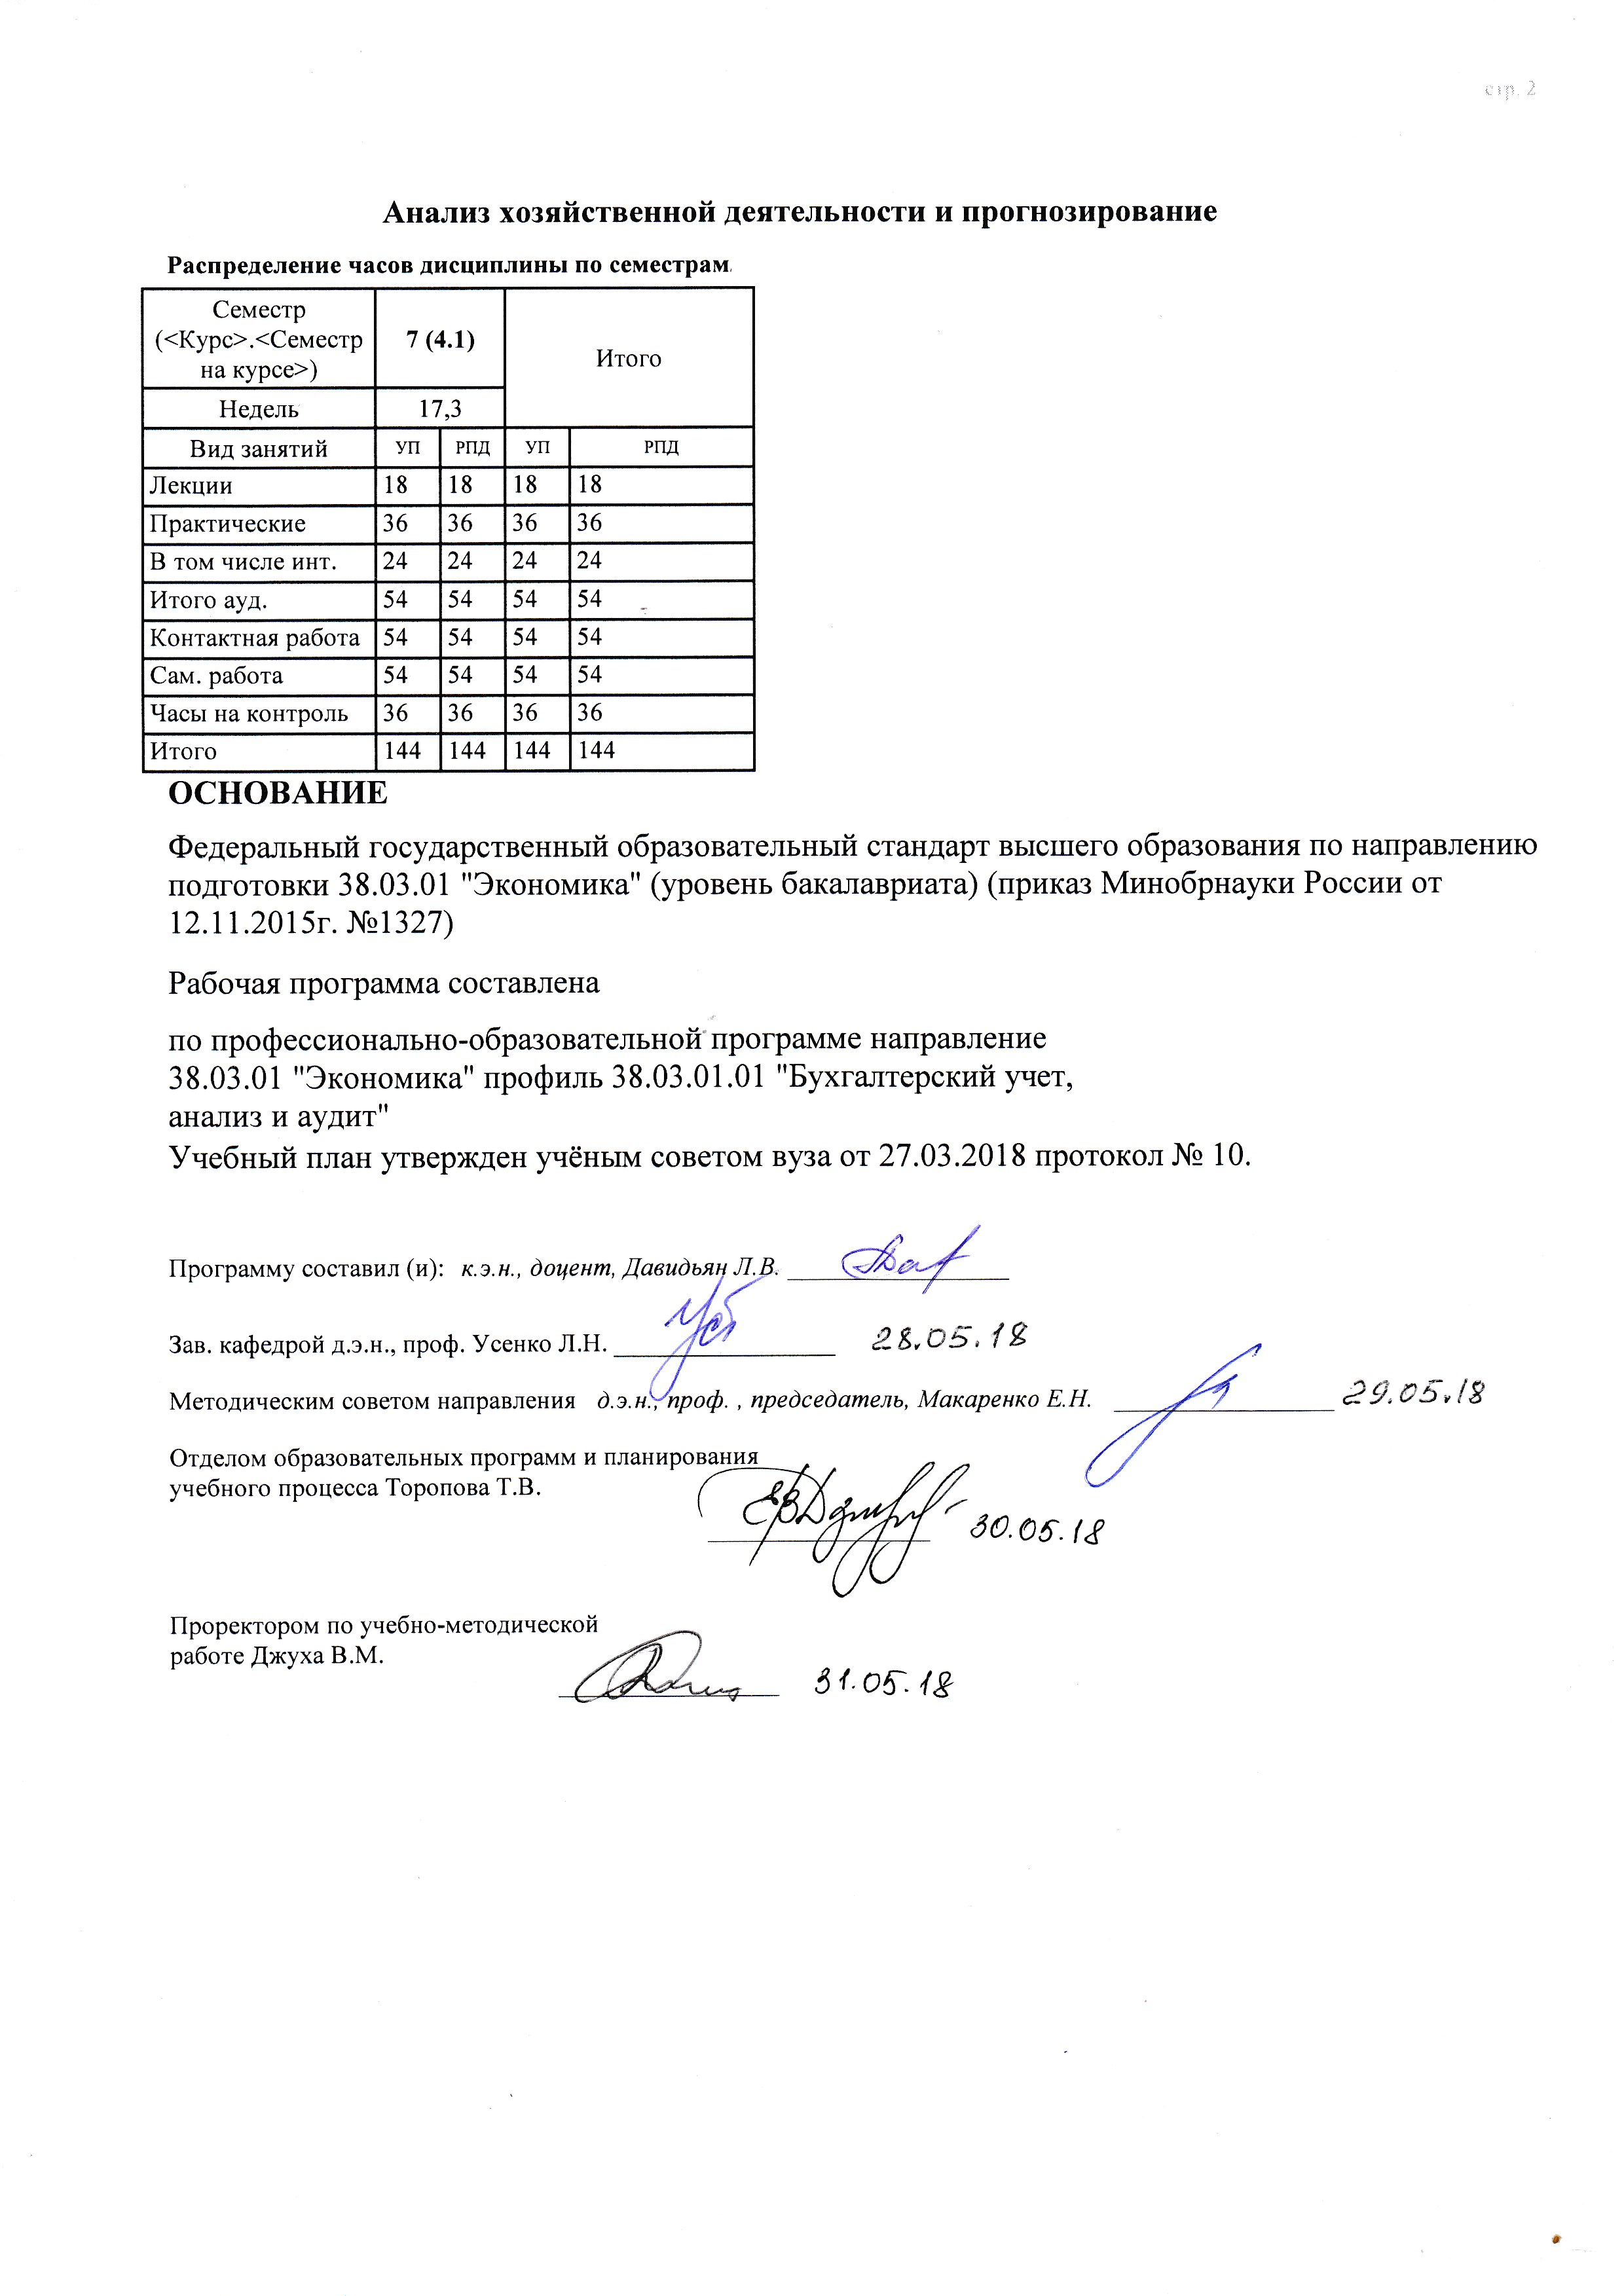 стр. 2
Анализ хозяйственной деятельности и прогнозирование
Распределение часов дисциплины по семестрам
Семестр
(<Курс>.<Семестр
на курсе>)
7 (4.1)
Итого
Недель 17,3
Вид занятий УП РПД УП РПД
Лекции 18 18 18 18
Практические 36 36 36 36
В том числе инт. 24 24 24 24
Итого ауд. 54 54 54 54
Контактная работа 54 54 54 54
Сам. работа 54 54 54 54
Часы на контроль 36 36 36 36
Итого 144 144 144 144
ОСНОВАНИЕ
Федеральный государственный образовательный стандарт высшего образования по направлению
подготовки 38.03.01 "Экономика" (уровень бакалавриата) (приказ Минобрнауки России от
12.11.2015г. №1327)
Рабочая программа составлена
по профессионально-образовательной программе направление
38.03.01 "Экономика" профиль 38.03.01.01 "Бухгалтерский учет,
анализ и аудит"
Учебный план утвержден учёным советом вуза от 27.03.2018 протокол № 10.
Программу составил (и): к.э.н., доцент, Давидьян Л.В.
Зав. кафедрой д.э.н., проф. Усенко Л.Н. 28.05.18
Методическим советом направления д.э.н., проф. , председатель, Макаренко Е.Н. 29.05.18
Отделом образовательных программ и планирования
учебного процесса Торопова Т.В.
30.05.18
Проректором по учебно-методической
работе Джуха В.М.
31.05.18